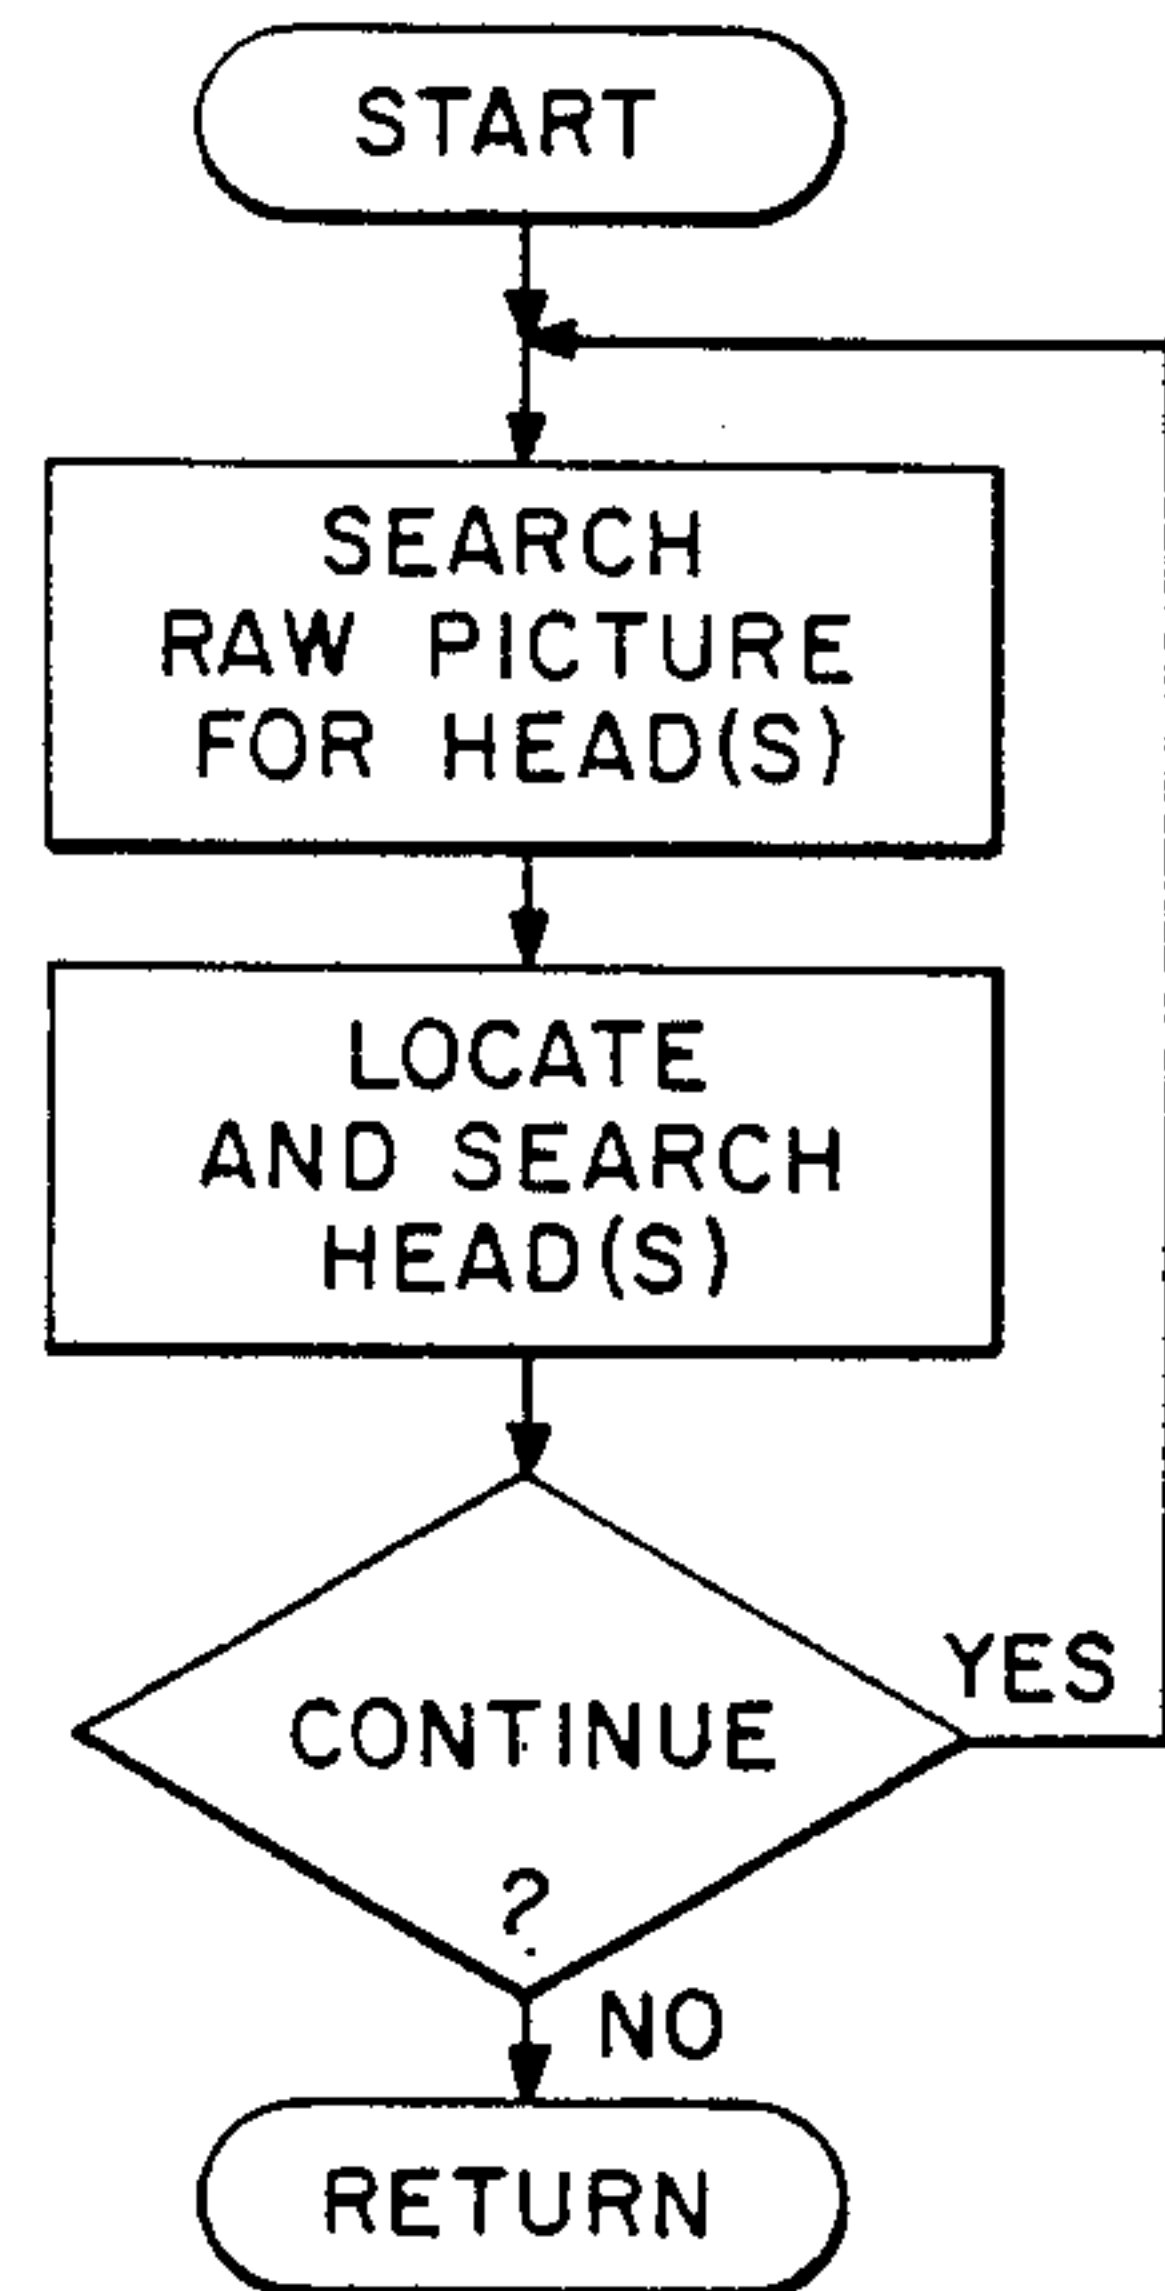 START
SEARCH
RAW PICTURE
FOR HEAD(S)
LOCATE
AND SEARCH
HEAD(S)
CONTINUE
?
YES
NO
RETURN